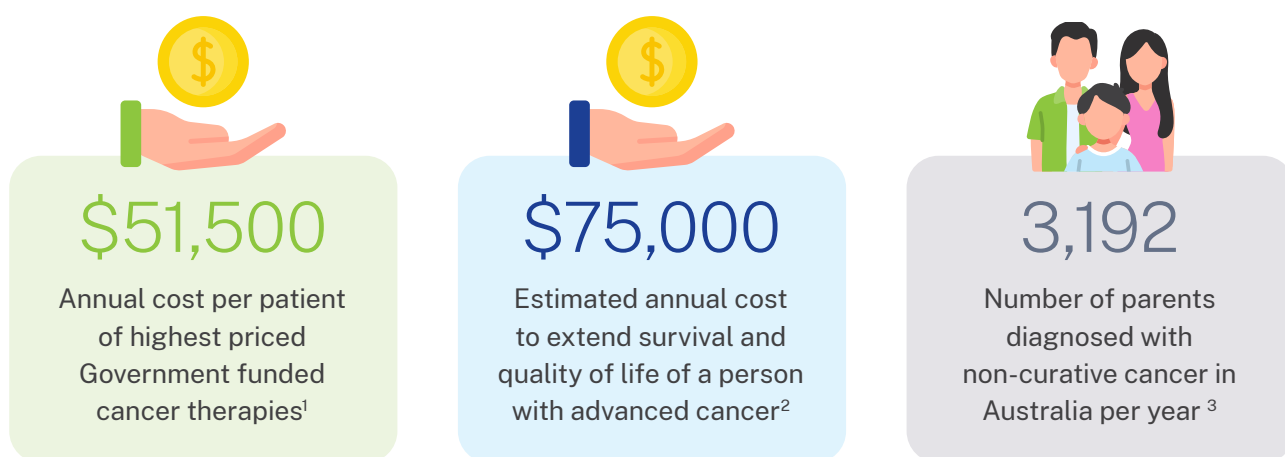 $51,500
Annual cost per patient
of highest priced
Government funded
cancer therapies¹
$75,000
Estimated annual cost
to extend survival and
quality of life of a person
with advanced cancer²
3,192
Number of parents
diagnosed with
non-curative cancer in
Australia per year ³